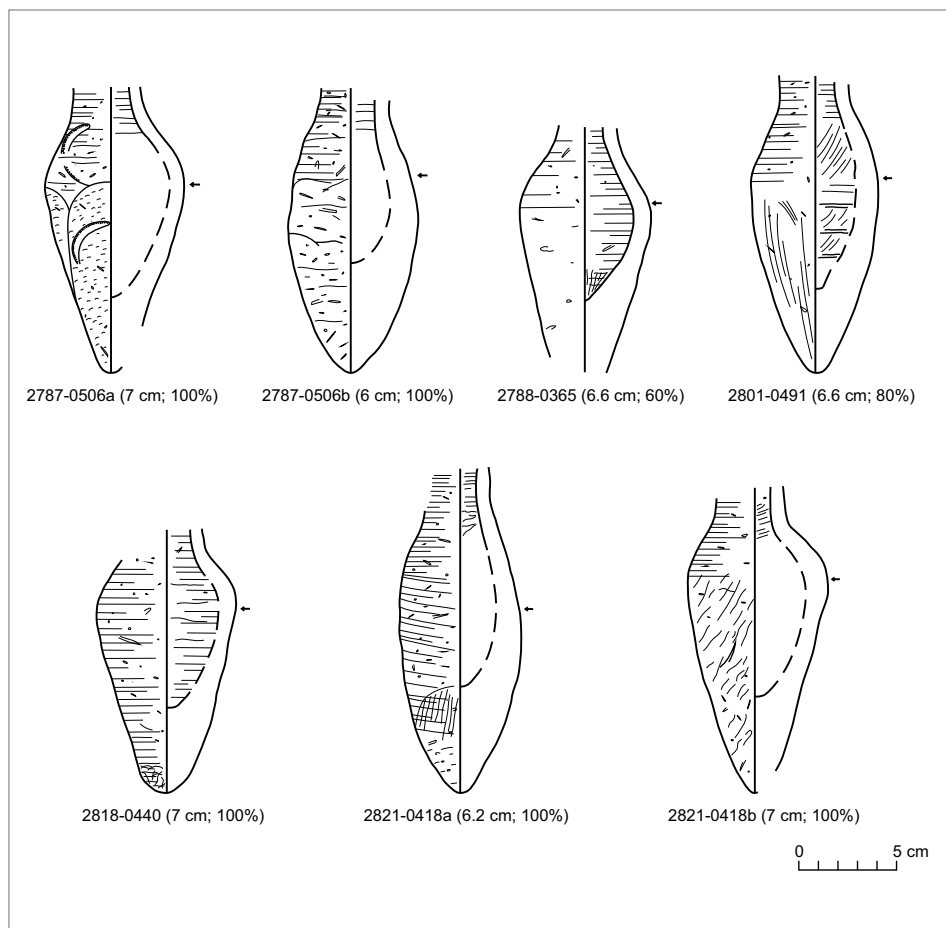 2787-0506a (7 cm; 100%)
2787-0506b (6 cm; 100%)
2788-0365 (6.6 cm; 60%)
2801-0491 (6.6 cm; 80%)
2818-0440 (7 cm; 100%)
2821-0418a (6.2 cm; 100%)
2821-0418b (7 cm; 100%)
0 5 cm